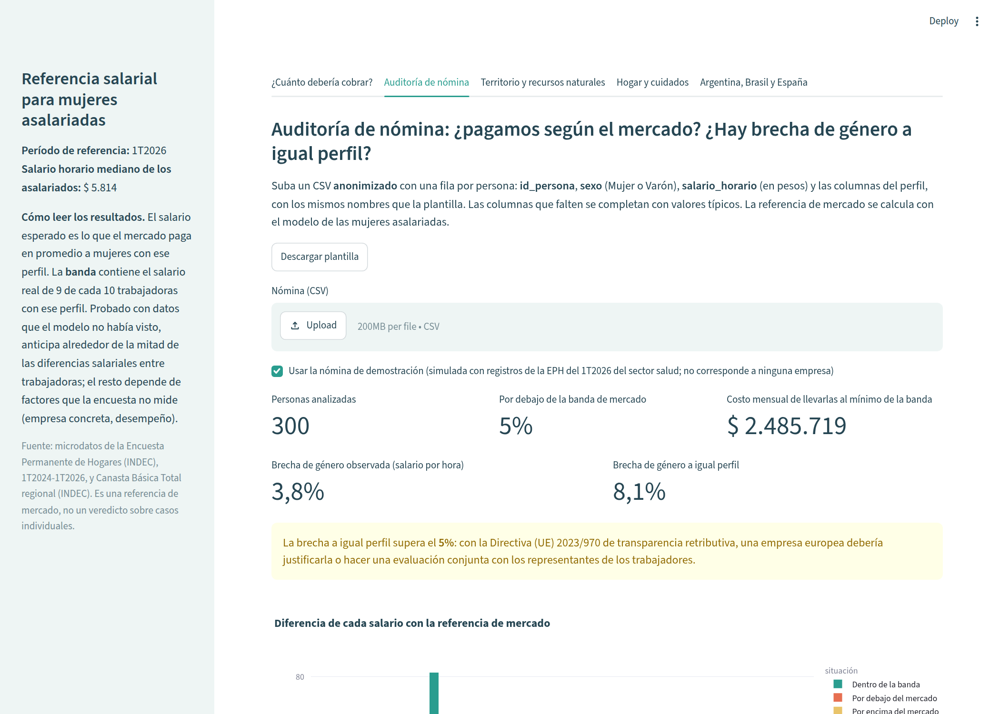 Deploy
Referencia salarial
para mujeres
asalariadas
Período de referencia: 1T2026
Salario horario mediano de los
asalariados: $ 5.814
Cómo leer los resultados. El salario
esperado es lo que el mercado paga
en promedio a mujeres con ese
perfil. La banda contiene el salario
real de 9 de cada 10 trabajadoras
con ese perfil. Probado con datos
que el modelo no había visto,
anticipa alrededor de la mitad de
las diferencias salariales entre
trabajadoras; el resto depende de
factores que la encuesta no mide
(empresa concreta, desempeño).
Fuente: microdatos de la Encuesta
Permanente de Hogares (INDEC),
1T2024-1T2026, y Canasta Básica Total
regional (INDEC). Es una referencia de
mercado, no un veredicto sobre casos
individuales.
¿Cuánto debería cobrar? Auditoría de nómina Territorio y recursos naturales Hogar y cuidados Argentina, Brasil y España
Auditoría de nómina: ¿pagamos según el mercado? ¿Hay brecha de género a
igual perfil?
Suba un CSV anonimizado con una fila por persona: id_persona, sexo (Mujer o Varón), salario_horario (en pesos) y las columnas del perfil,
con los mismos nombres que la plantilla. Las columnas que falten se completan con valores típicos. La referencia de mercado se calcula con
el modelo de las mujeres asalariadas.
Descargar plantilla
Nómina (CSV)
Upload 200MB per file • CSV
Usar la nómina de demostración (simulada con registros de la EPH del 1T2026 del sector salud; no corresponde a ninguna empresa)
Personas analizadas Por debajo de la banda de mercado Costo mensual de llevarlas al mínimo de la banda
300 5% $ 2.485.719
Brecha de género observada (salario por hora) Brecha de género a igual perfil
3,8% 8,1%
La brecha a igual perfil supera el 5%: con la Directiva (UE) 2023/970 de transparencia retributiva, una empresa europea debería
justificarla o hacer una evaluación conjunta con los representantes de los trabajadores.
Diferencia de cada salario con la referencia de mercado
80
situación
Dentro de la banda
Por debajo del mercado
Por encima del mercado